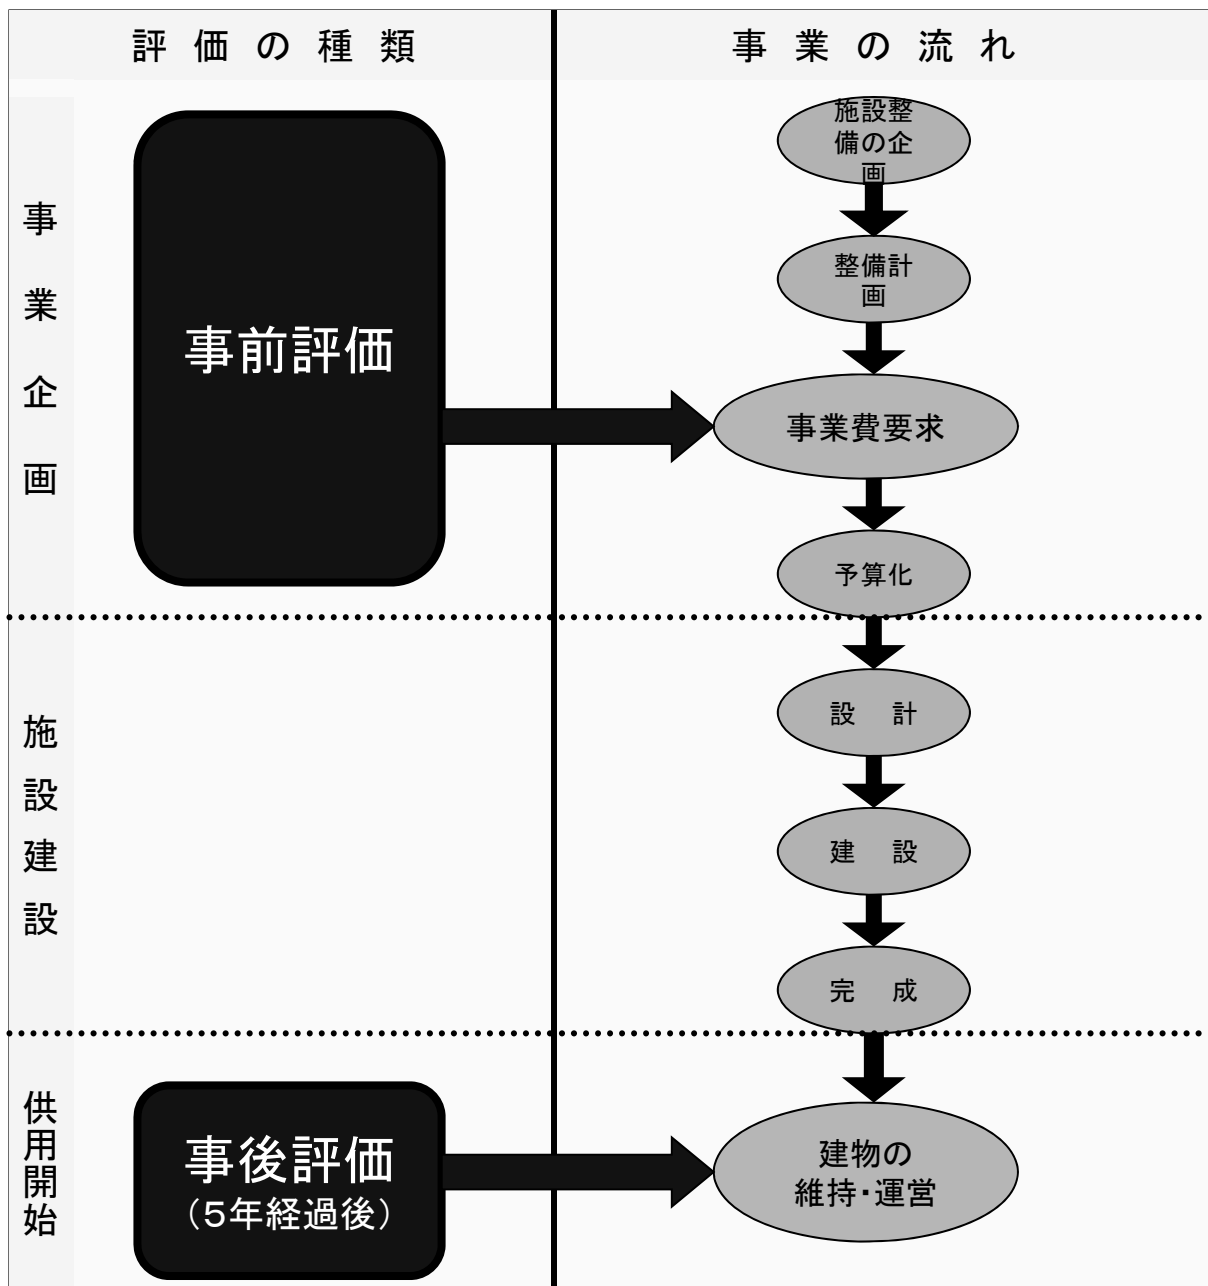 評価の種類
事業の流れ
事業企画
事前評価
施設整
備の企
画
整備計
画
事業費要求
予算化
施設建設
設　計
建　設
完　成
供用開始
事後評価
（５年経過後）
建物の
維持・運営